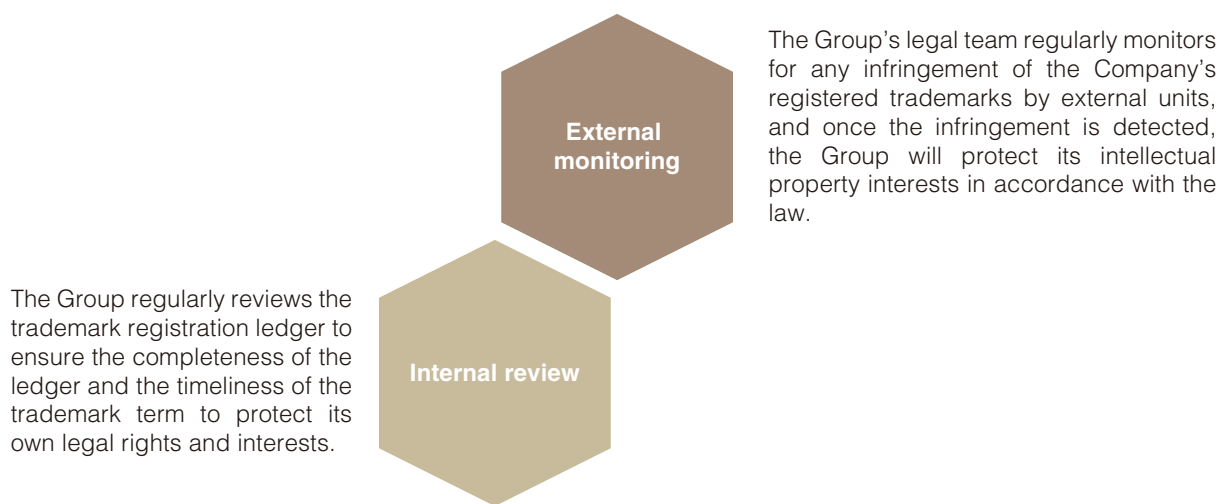 External
monitoring
The Group’s legal team regularly monitors
for any infringement of the Company’s
registered trademarks by external units,
and once the infringement is detected,
the Group will protect its intellectual
property interests in accordance with the
law.
The Group regularly reviews the
trademark registration ledger to
ensure the completeness of the
ledger and the timeliness of the
trademark term to protect its
own legal rights and interests.
Internal review